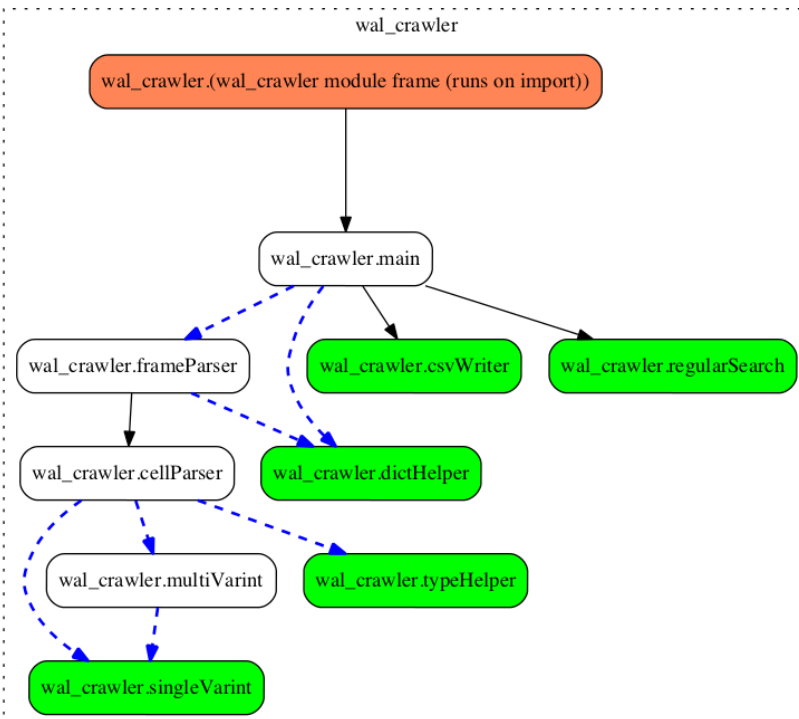 wal_crawler
wal_crawler.(wal_crawler module frame (runs on import))
wal_crawler.main
wal_crawler.frameParser
wal_crawler.csvWriter
wal_crawler.regularSearch
wal_crawler.cellParser
wal_crawler.dictHelper
wal_crawler.multiVarint
wal_crawler.typeHelper
wal_crawler.singleVarint